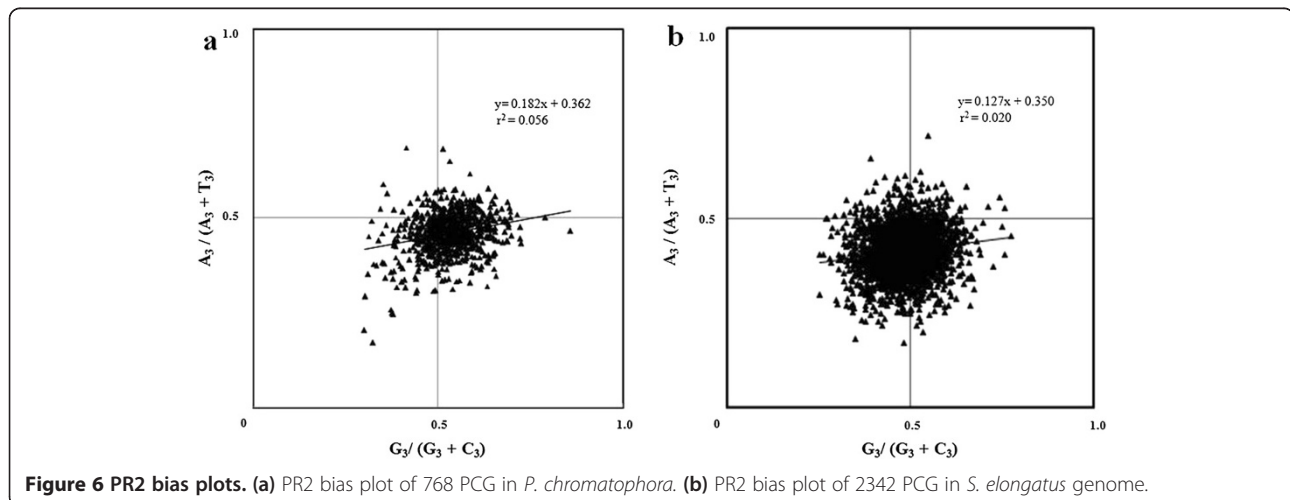 a
1.0
y= 0.182x + 0.362
r² = 0.056
A₃ / (A₃ + T₃)
0.5
0
0.5
1.0
G₃/ (G₃ + C₃)
b
1.0
y= 0.127x + 0.350
r² = 0.020
A₃ / (A₃ + T₃)
0.5
0
0.5
1.0
G₃/ (G₃ + C₃)
Figure 6 PR2 bias plots. (a) PR2 bias plot of 768 PCG in P. chromatophora. (b) PR2 bias plot of 2342 PCG in S. elongatus genome.